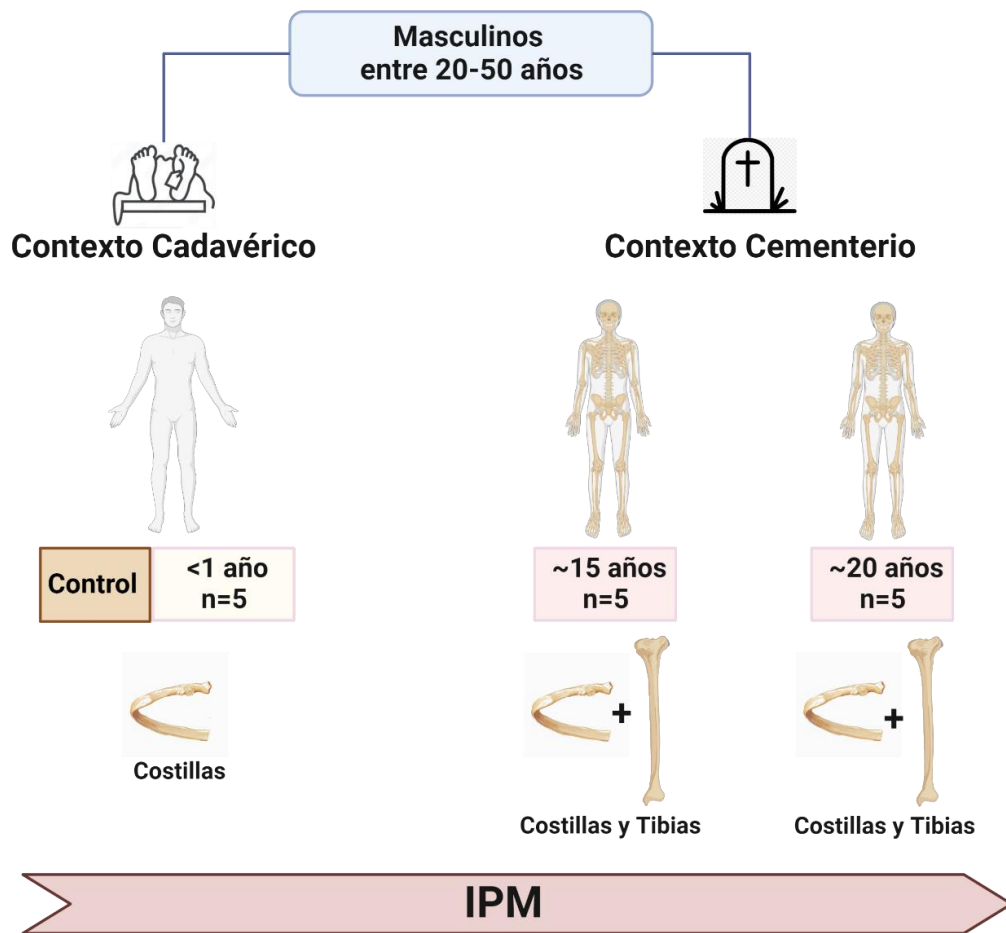 Masculinos
entre 20-50 años
Contexto Cadavérico
Contexto Cementerio
Control
<1 año
n=5
~15 años
n=5
~20 años
n=5
+
+
Costillas
Costillas y Tibias
Costillas y Tibias
IPM